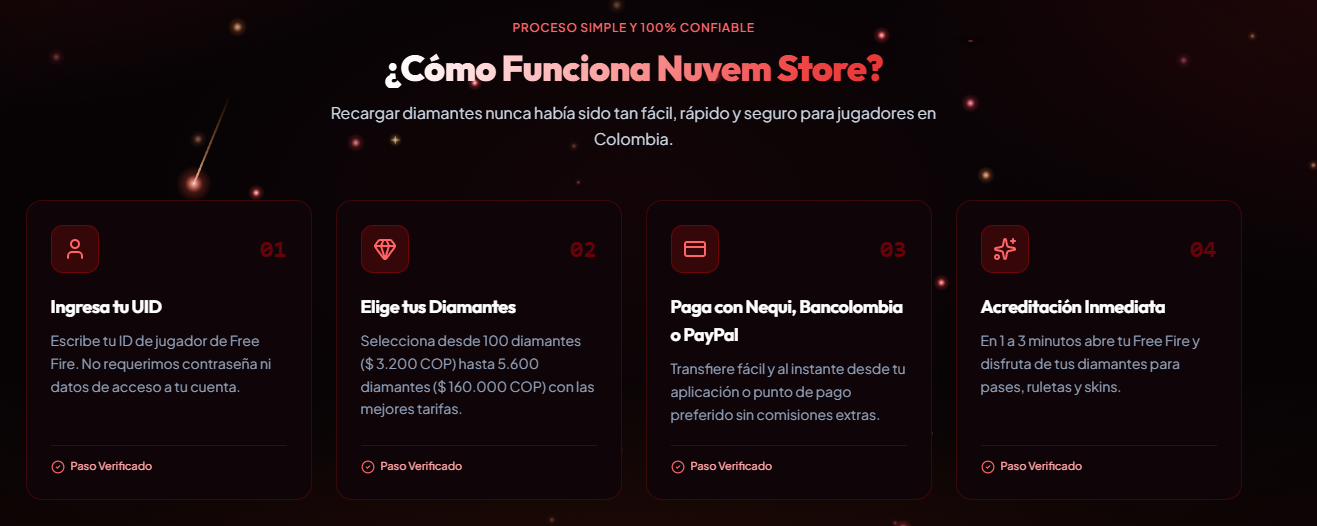 PROCESO SIMPLE Y 100% CONFIABLE
¿Cómo Funciona Nuvem Store?
Recargar diamantes nunca había sido tan fácil, rápido y seguro para jugadores en
Colombia.
01
Ingresa tu UID
Escribe tu ID de jugador de Free
Fire. No requerimos contraseña ni
datos de acceso a tu cuenta.
Paso Verificado
02
Elige tus Diamantes
Selecciona desde 100 diamantes
($ 3.200 COP) hasta 5.600
diamantes ($ 160.000 COP) con las
mejores tarifas.
Paso Verificado
03
Paga con Nequi, Bancolombia
o PayPal
Transfiere fácil y al instante desde tu
aplicación o punto de pago
preferido sin comisiones extras.
Paso Verificado
04
Acreditación Inmediata
En 1 a 3 minutos abre tu Free Fire y
disfruta de tus diamantes para
pases, ruletas y skins.
Paso Verificado